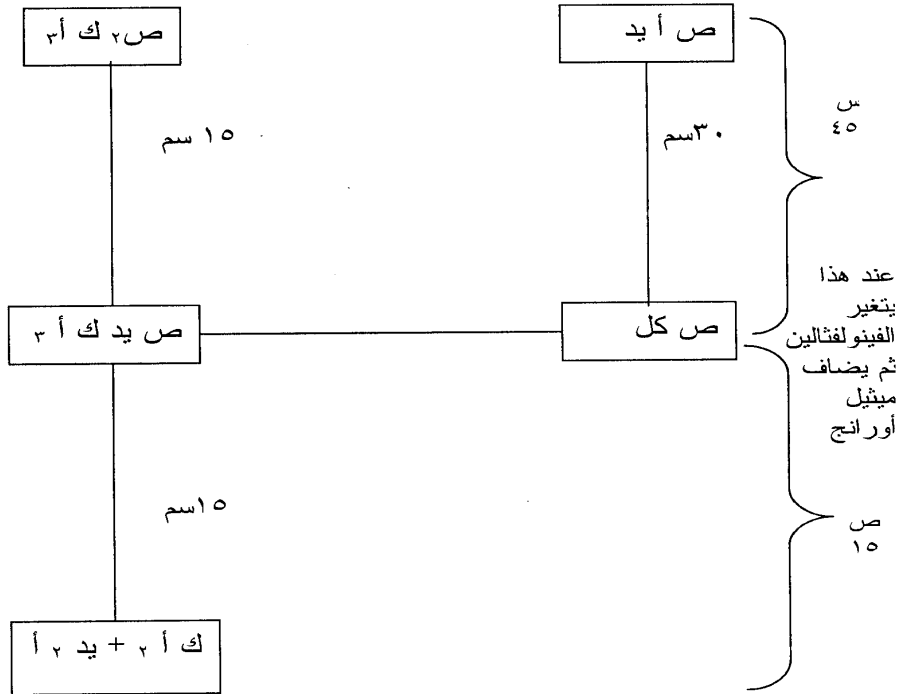 ص أ يد
ص٢ ك أ٣
س
٤٥
٣٠سم
١٥ سم
عند هذا
يتغير
الفينولفثالين
ثم يضاف
ميثيل
أورانج
ص كل
ص يد ك أ ٣
ص
١٥
١٥سم
ك أ ٢ + يد ٢ أ